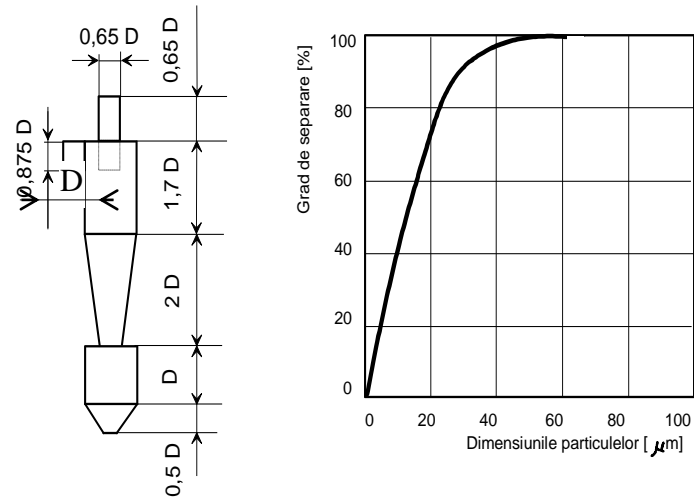 0,65 D
0,65 D
0,875 D
D
1,7 D
2 D
D
0,5 D
Grad de separare [%]
100
80
60
40
20
0
0 20 40 60 80 100
Dimensiunile particulelor [ μm]